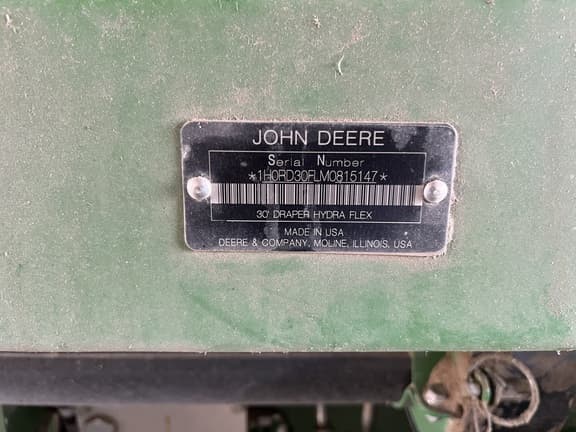 JOHN DEERE
Serial Number
*1H0RD30FLM0815147*
30' DRAPER HYDRA FLEX
MADE IN USA
DEERE & COMPANY, MOLINE, ILLINOIS, USA